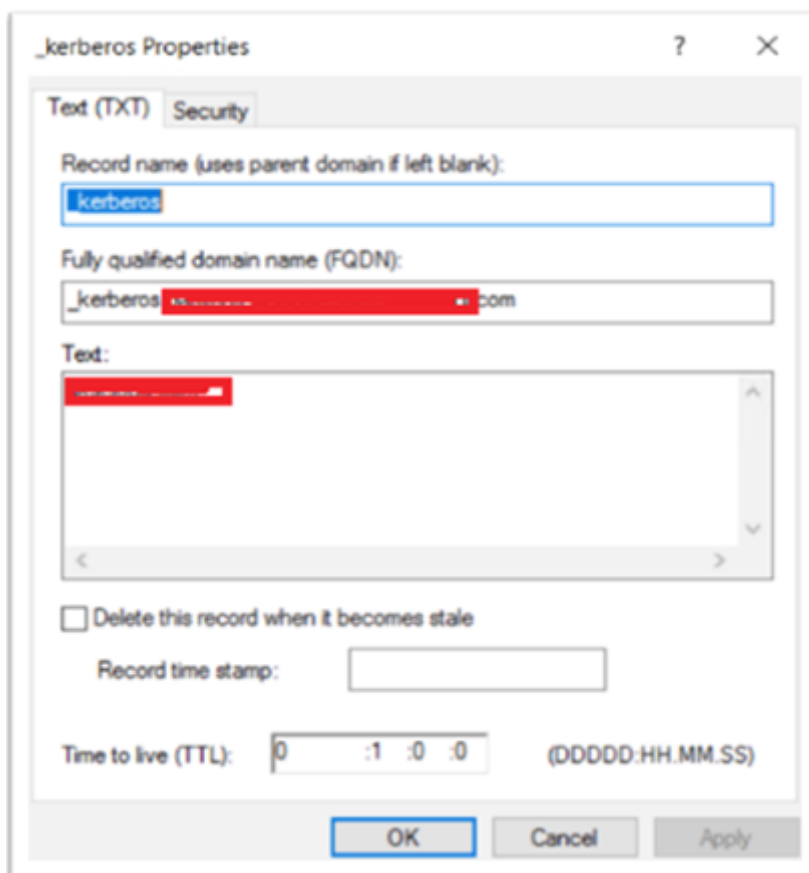 _kerberos Properties
Text (TXT) Security
Record name (uses parent domain if left blank):
_kerberos
Fully qualified domain name (FQDN):
_kerberos com
Text:
Delete this record when it becomes stale
Record time stamp:
Time to live (TTL): 0 :1 :0 :0 (DDDDD:HH.MM.SS)
OK Cancel Apply